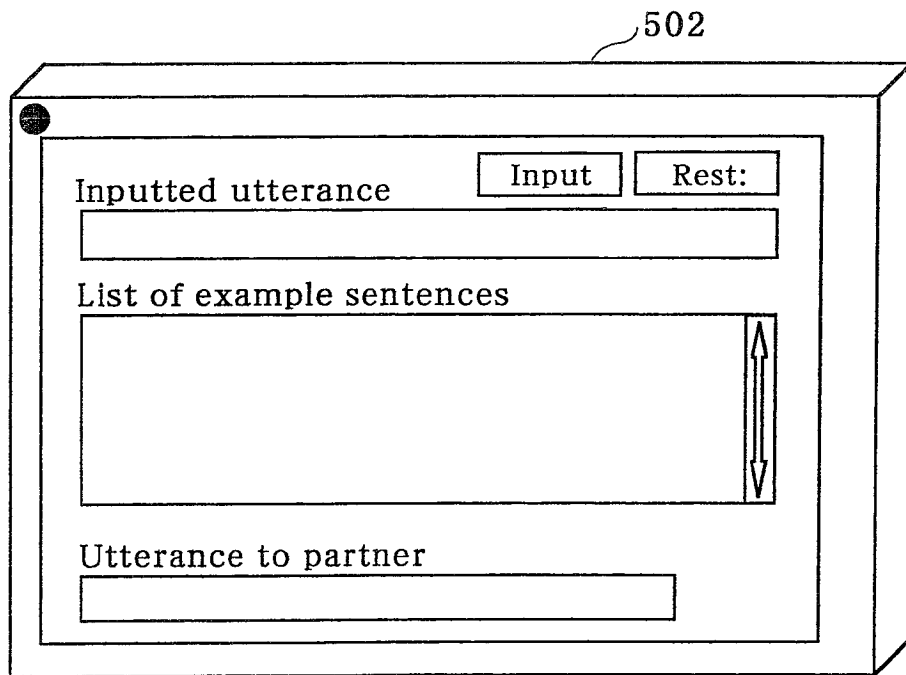 502
Input Rest:
Inputted utterance
List of example sentences
Utterance to partner